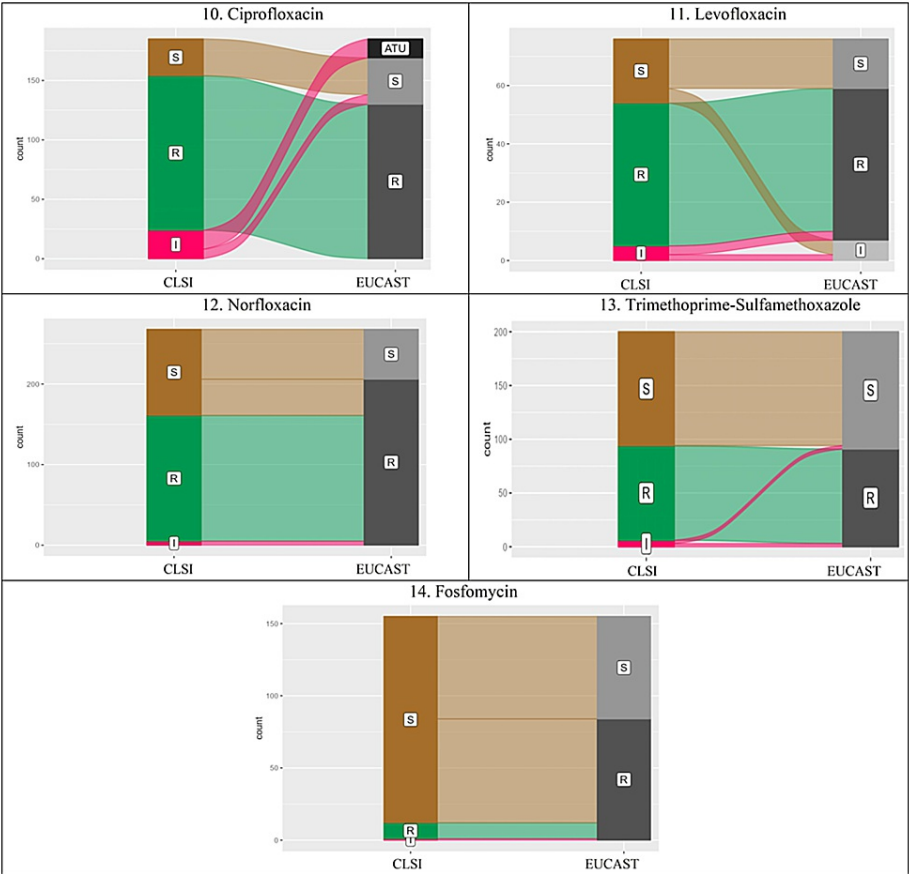 10. Ciprofloxacin
count
150
100
50
0
S
R
I
ATU
S
R
CLSI
EUCAST
11. Levofloxacin
count
60
40
20
0
S
R
I
S
R
I
CLSI
EUCAST
12. Norfloxacin
count
200
100
0
S
R
I
S
R
CLSI
EUCAST
13. Trimethoprime-Sulfamethoxazole
count
200
150
100
50
0
S
R
I
S
R
CLSI
EUCAST
14. Fosfomycin
count
150
100
50
0
S
R
I
S
R
CLSI
EUCAST